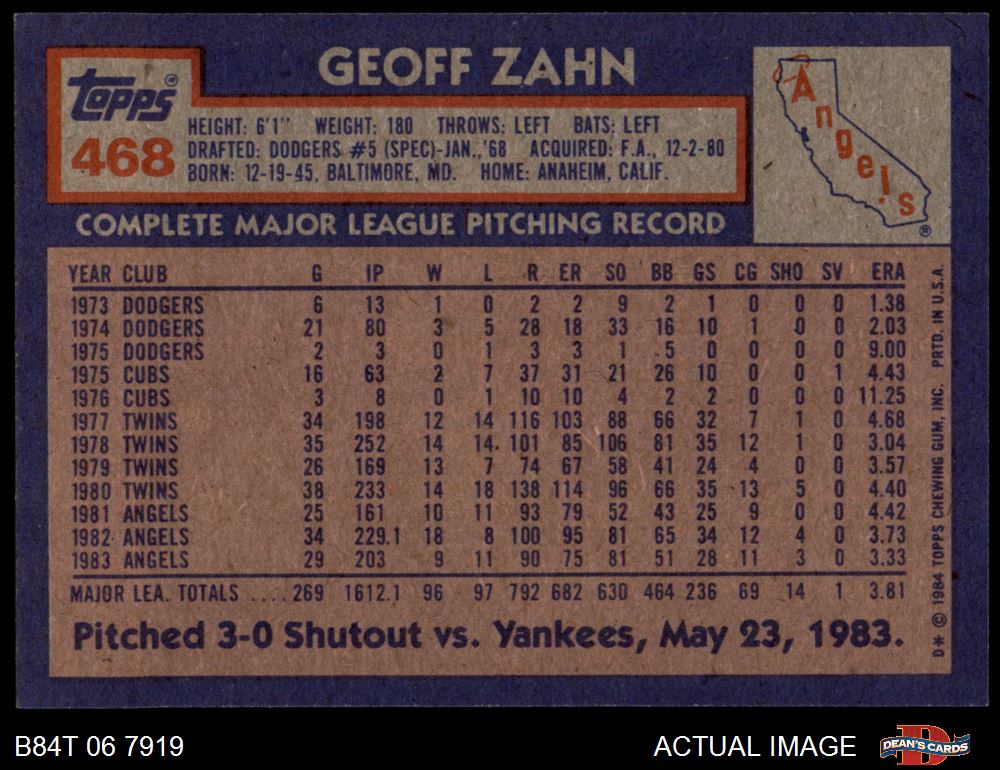 GEOFF ZAHN
Topps®
468
HEIGHT: 6'1" WEIGHT: 180 THROWS: LEFT BATS: LEFT
DRAFTED: DODGERS #5 (SPEC)-JAN.,'68 ACQUIRED: F.A., 12-2-80
BORN: 12-19-45, BALTIMORE, MD. HOME: ANAHEIM, CALIF.
Angels
®
COMPLETE MAJOR LEAGUE PITCHING RECORD
YEAR CLUB G IP W L R ER SO BB GS CG SHO SV ERA
1973 DODGERS 6 13 1 0 2 2 9 2 1 0 0 0 1.38
1974 DODGERS 21 80 3 5 28 18 33 16 10 1 0 0 2.03
1975 DODGERS 2 3 0 1 3 3 1 5 0 0 0 0 9.00
1975 CUBS 16 63 2 7 37 31 21 26 10 0 0 1 4.43
1976 CUBS 3 8 0 1 10 10 4 2 2 0 0 0 11.25
1977 TWINS 34 198 12 14 116 103 88 66 32 7 1 0 4.68
1978 TWINS 35 252 14 14 101 85 106 81 35 12 1 0 3.04
1979 TWINS 26 169 13 7 74 67 58 41 24 4 0 0 3.57
1980 TWINS 38 233 14 18 138 114 96 66 35 13 5 0 4.40
1981 ANGELS 25 161 10 11 93 79 52 43 25 9 0 0 4.42
1982 ANGELS 34 229.1 18 8 100 95 81 65 34 12 4 0 3.73
1983 ANGELS 29 203 9 11 90 75 81 51 28 11 3 0 3.33
MAJOR LEA. TOTALS .... 269 1612.1 96 97 792 682 630 464 236 69 14 1 3.81
Pitched 3-0 Shutout vs. Yankees, May 23, 1983.
D* © 1984 TOPPS CHEWING GUM, INC. PRTD. IN U.S.A.
B84T 06 7919
ACTUAL IMAGE
D
DEAN'S CARDS